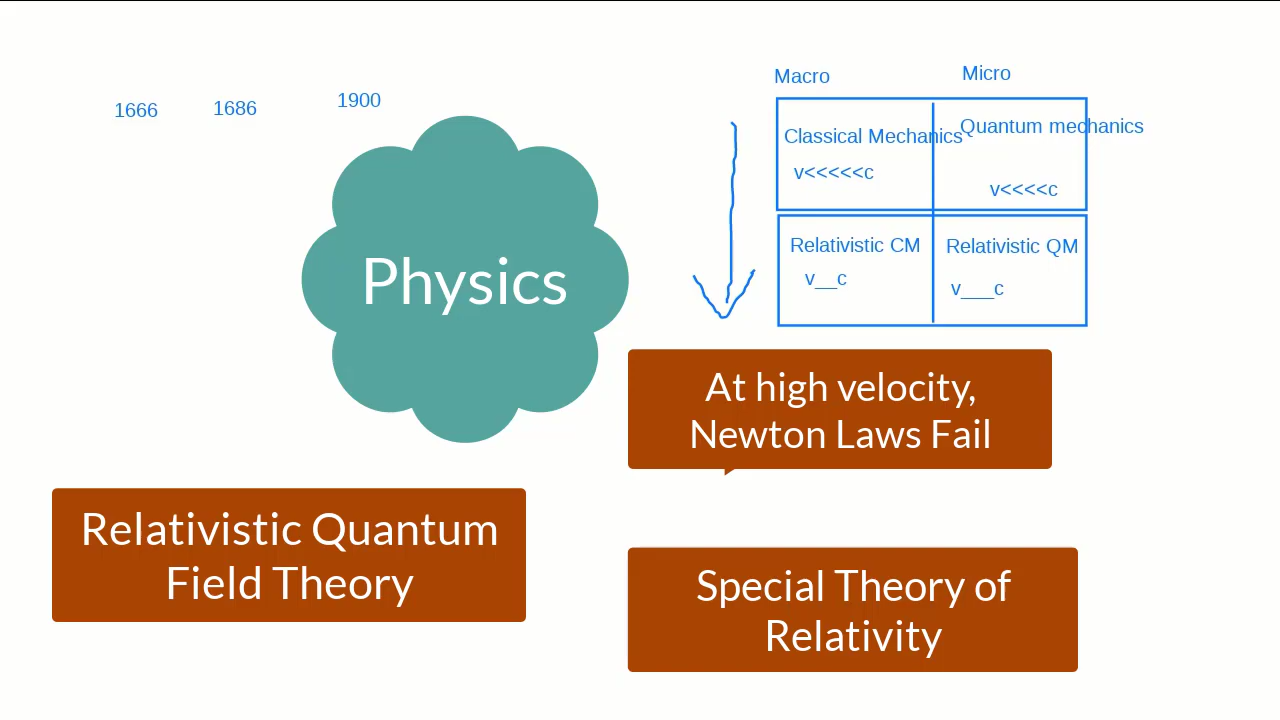 1666
1686
1900
Physics
Macro
Micro
Classical Mechanics
v<<<<<c
Quantum mechanics
v<<<<c
Relativistic CM
v__c
Relativistic QM
v___c
At high velocity,
Newton Laws Fail
Relativistic Quantum
Field Theory
Special Theory of
Relativity